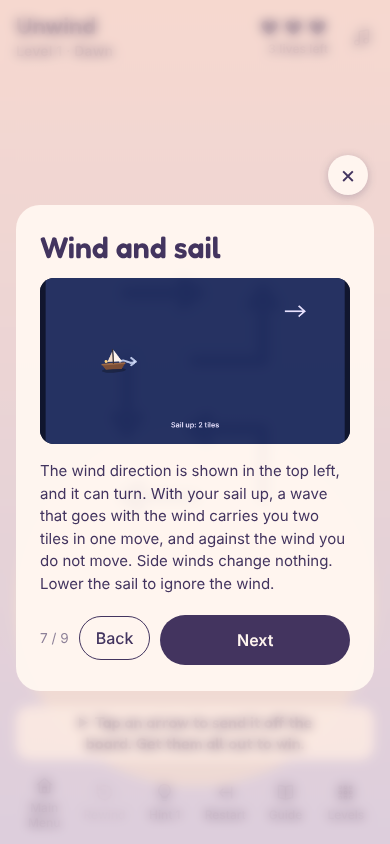 Unwind
Wind and sail
Sail up: 2 tiles
The wind direction is shown in the top left,
and it can turn. With your sail up, a wave
that goes with the wind carries you two
tiles in one move, and against the wind you
do not move. Side winds change nothing.
Lower the sail to ignore the wind.
7 / 9
Back
Next